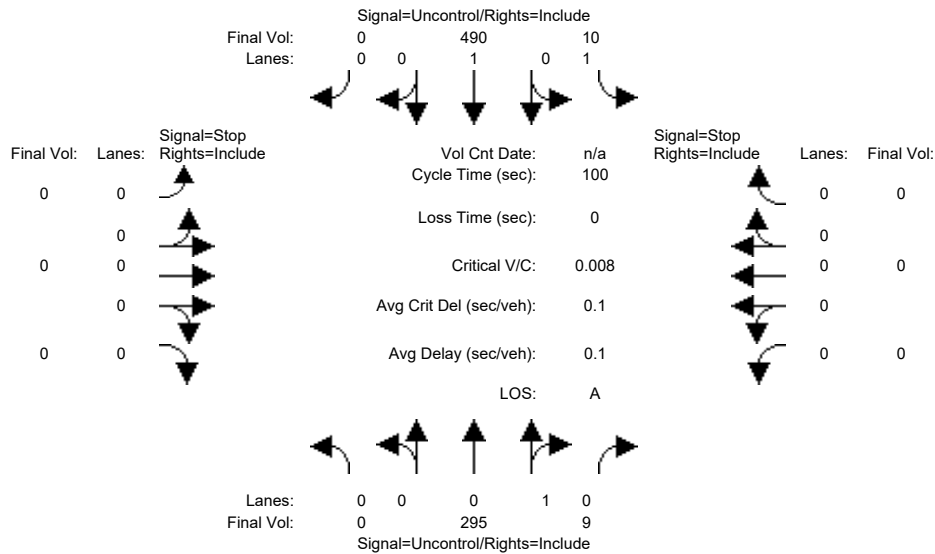 Signal=Uncontrol/Rights=Include
Final Vol: 0 490 10
Lanes: 0 0 1 0 1
Signal=Stop
Final Vol: Lanes: Rights=Include
Vol Cnt Date: n/a
Signal=Stop
Rights=Include Lanes: Final Vol:
Cycle Time (sec): 100
0 0
0 0
Loss Time (sec): 0
0
0
0 0
Critical V/C: 0.008
0 0
0
Avg Crit Del (sec/veh): 0.1
0
0 0
Avg Delay (sec/veh): 0.1
0 0
LOS: A
Lanes: 0 0 0 1 0
Final Vol: 0 295 9
Signal=Uncontrol/Rights=Include